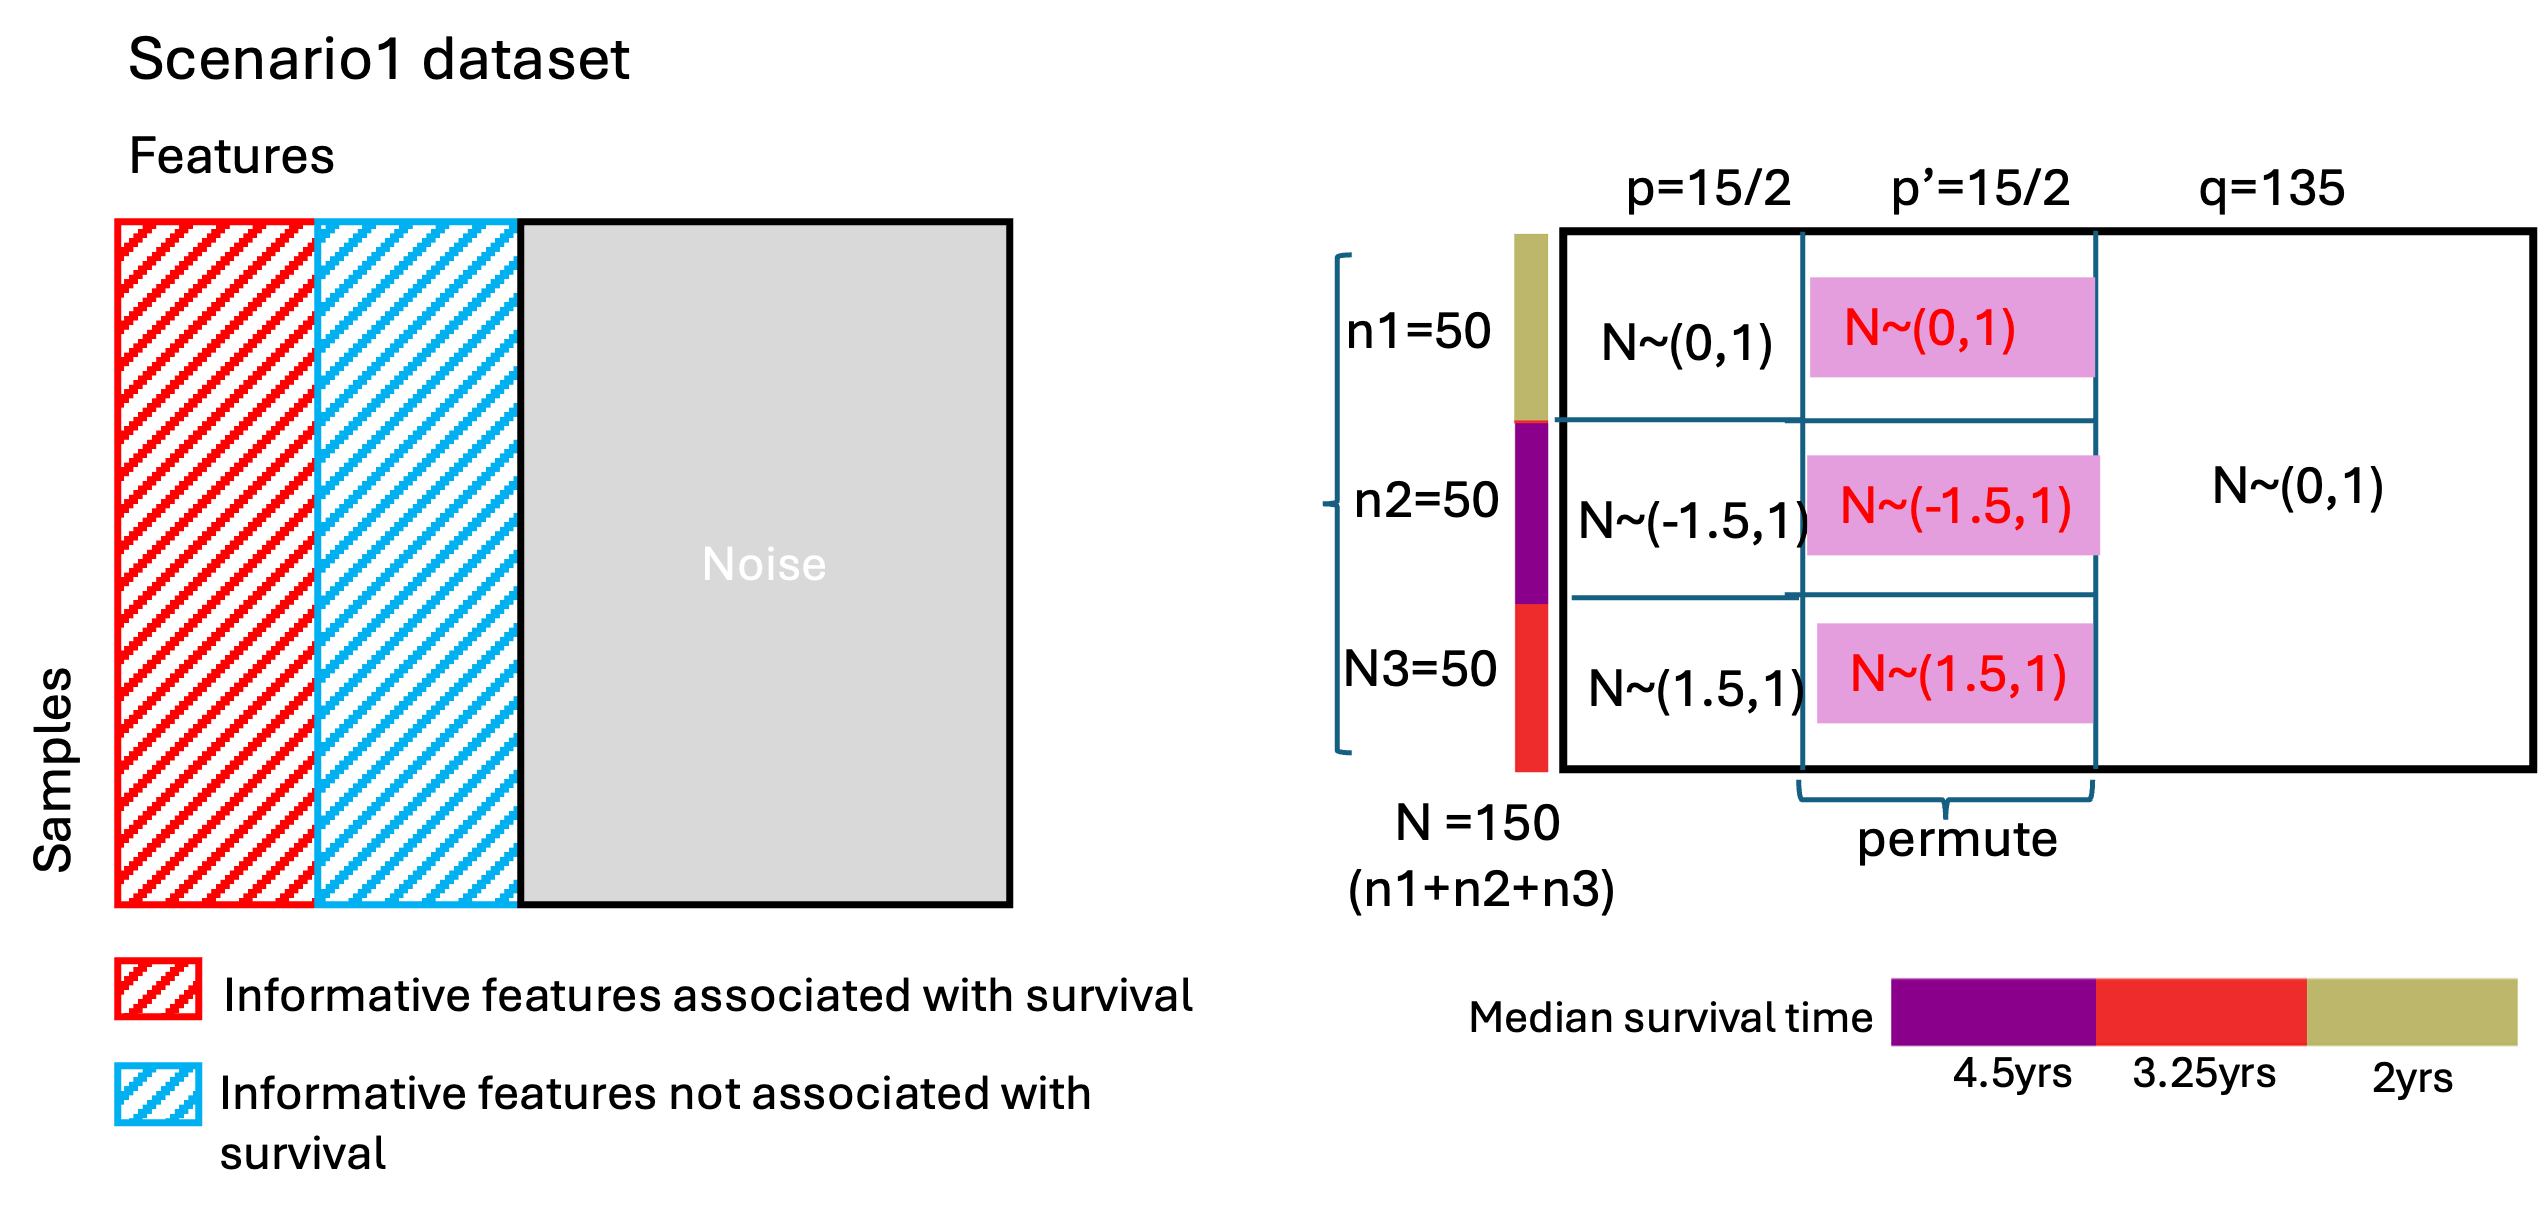 Scenario1 dataset
Features
Samples
Noise
Informative features associated with survival
Informative features not associated with
survival
p=15/2
p’=15/2
q=135
n1=50
N~(0,1)
N~(0,1)
n2=50
N~(-1.5,1)
N~(-1.5,1)
N~(0,1)
N3=50
N~(1.5,1)
N~(1.5,1)
N =150
(n1+n2+n3)
permute
Median survival time
4.5yrs
3.25yrs
2yrs